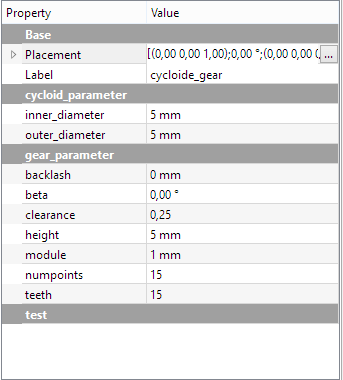 Property Value
Base
Placement [(0,00 0,00 1,00);0,00 °;(0,00 0,00 0, ...
Label cycloide_gear
cycloid_parameter
inner_diameter 5 mm
outer_diameter 5 mm
gear_parameter
backlash 0 mm
beta 0,00 °
clearance 0,25
height 5 mm
module 1 mm
numpoints 15
teeth 15
test